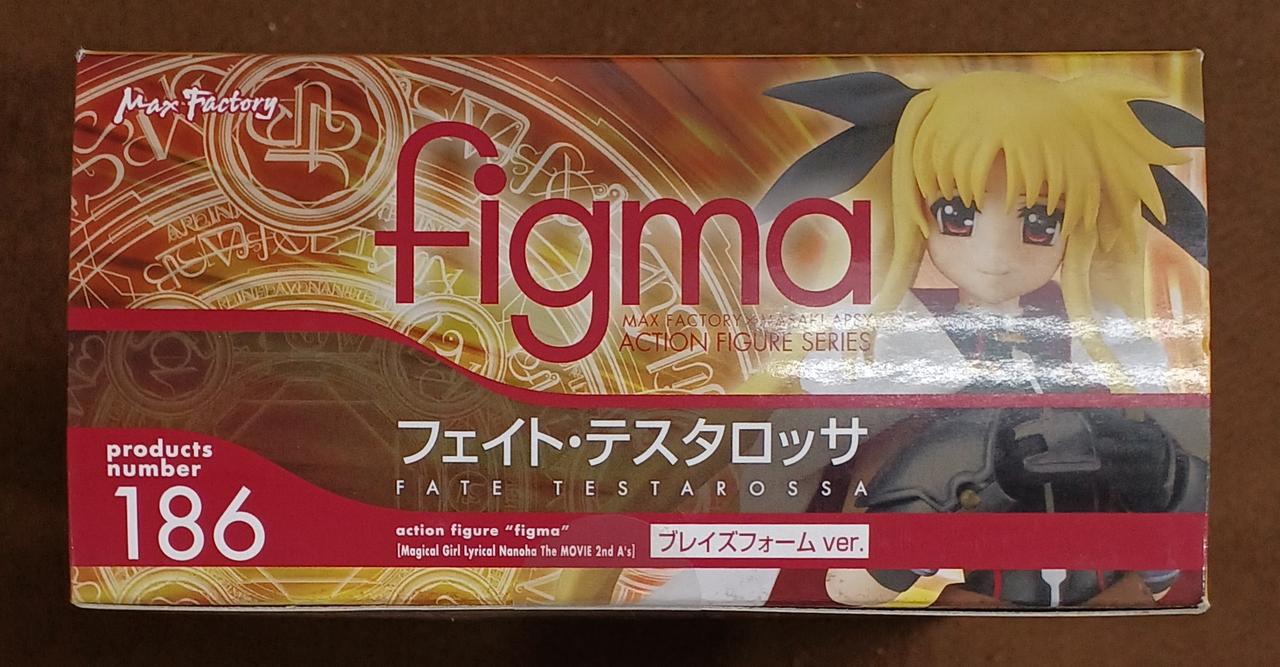 Max Factory
figma
MAX FACTORY × MASAKI APSY
ACTION FIGURE SERIES
フェイト・テスタロッサ
FATE TESTAROSSA
products
number
186
action figure “figma”
[Magical Girl Lyrical Nanoha The MOVIE 2nd A's]
ブレイズフォーム ver.